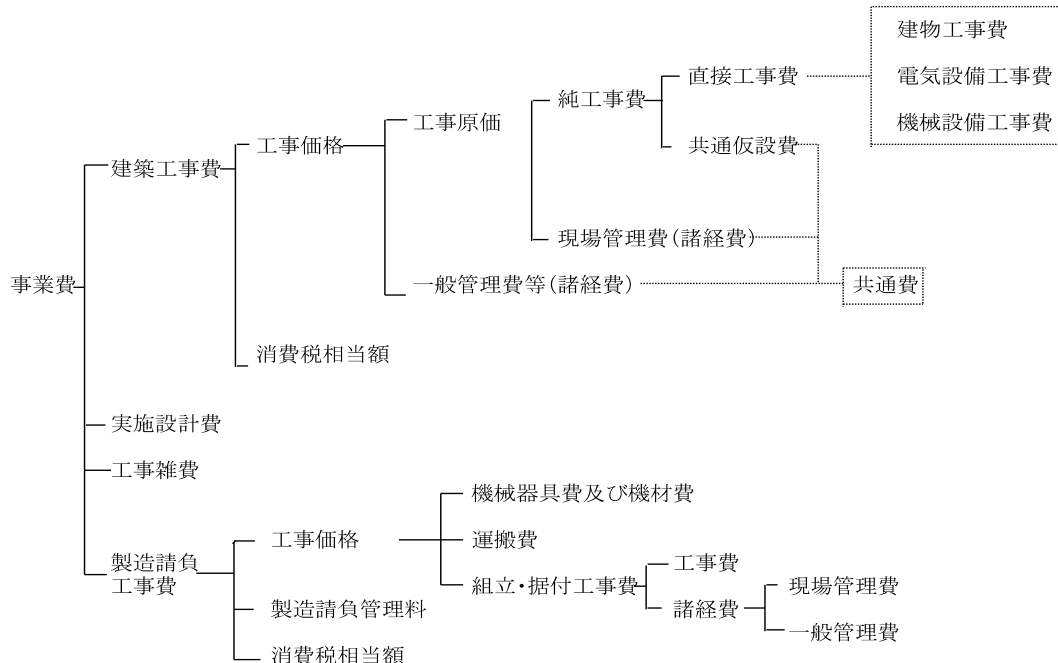 建物工事費
直接工事費
電気設備工事費
純工事費
工事原価
機械設備工事費
工事価格
共通仮設費
建築工事費
現場管理費(諸経費)
事業費
一般管理費等(諸経費)
共通費
消費税相当額
実施設計費
工事雑費
機械器具費及び機材費
工事価格
運搬費
製造請負
工事費
工事費
組立・据付工事費
現場管理費
製造請負管理料
諸経費
一般管理費
消費税相当額